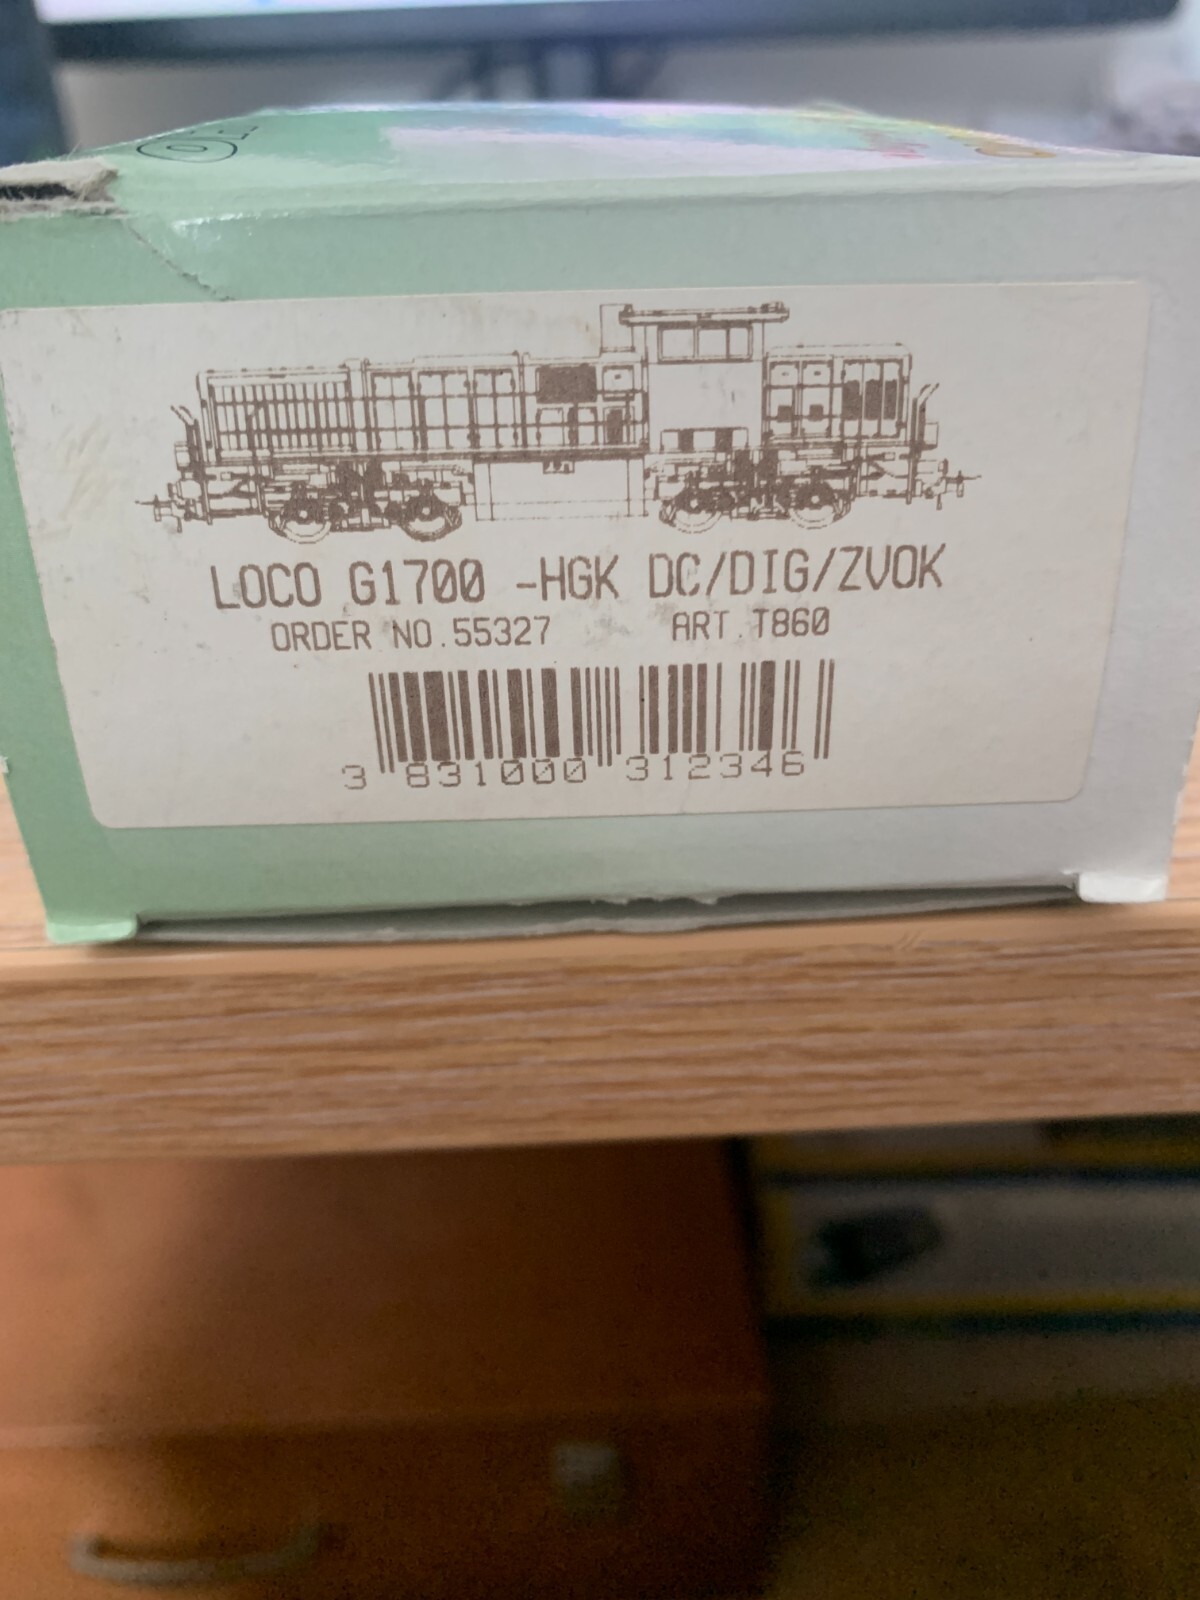 LOCO G1700 -HGK DC/DIG/ZVOK
ORDER NO.55327 ART.T860
3 831000 312346